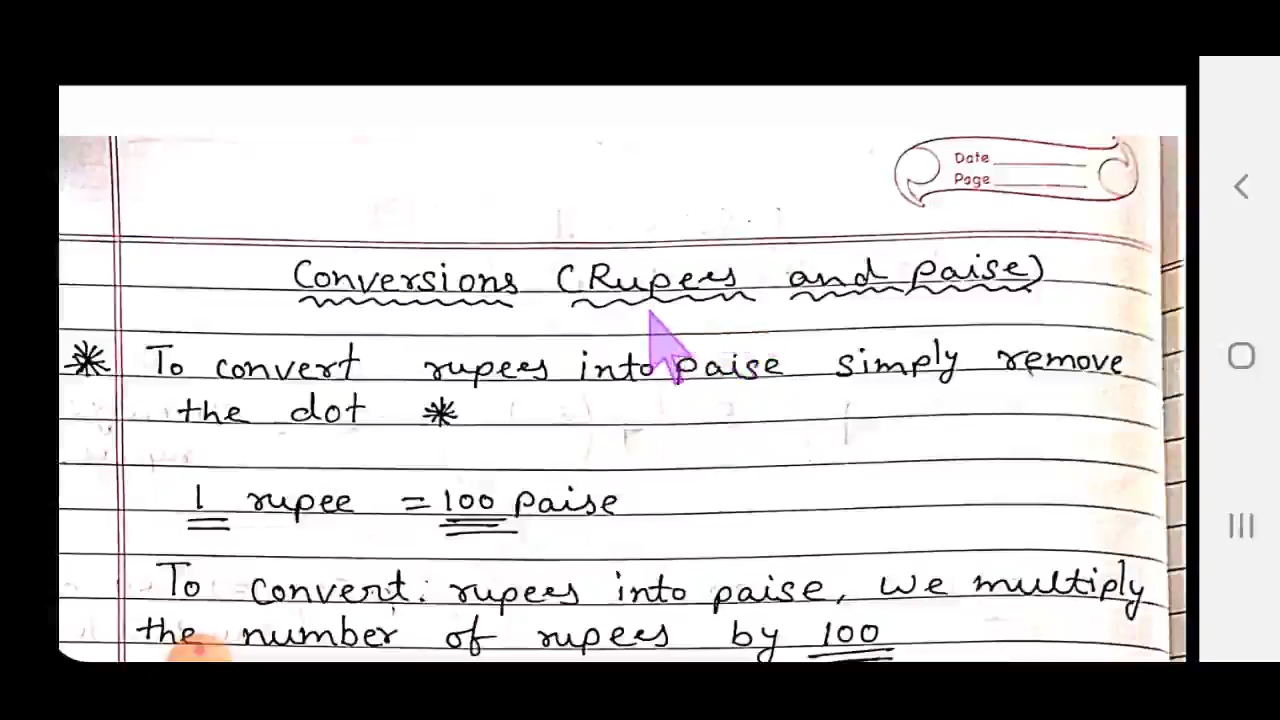 Date
Page
Conversions (Rupees and paise)
* To convert rupees into paise simply remove
the dot *
1 rupee = 100 paise
To convert: rupees into paise, we multiply
the number of rupees by 100